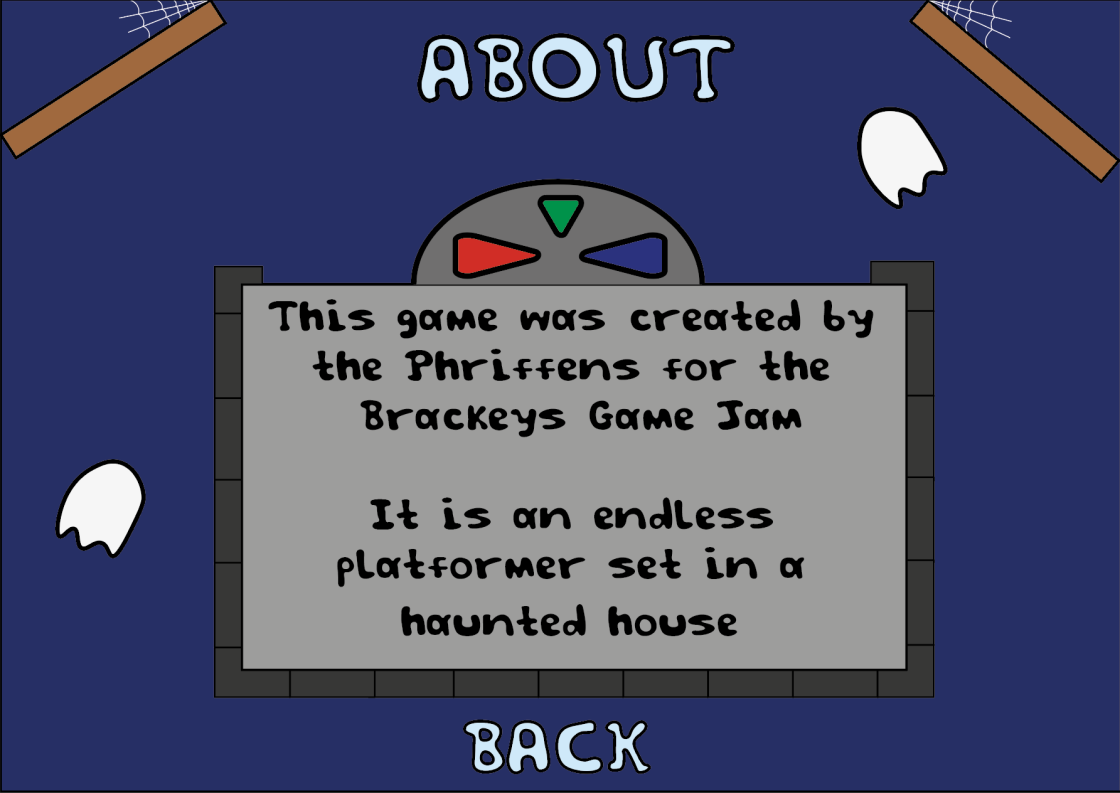 ABOUT
This game was created by
the Phriffens for the
Brackeys Game Jam
It is an endless
platformer set in a
haunted house
BACK